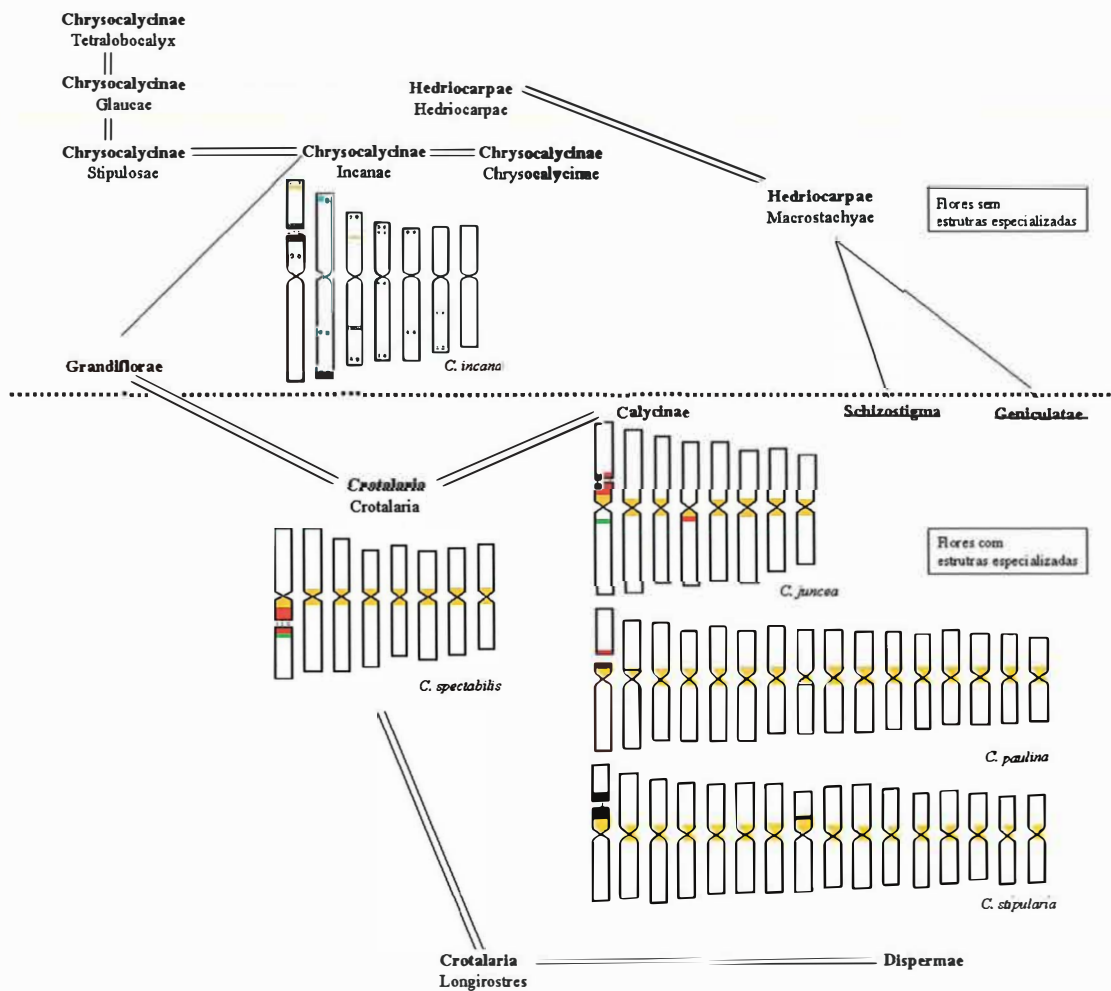 Chrysocalycinae
Tetralobocalyx
Chrysocalycinae
Glaucae
Chrysocalycinae
Stipulosae
Chrysocalycinae
Incanae
Chrysocalycinae
Chrysocalycinae
Hedriocarpae
Hedriocarpae
Hedriocarpae
Macrostachyae
Flores sem
estrutras especializadas
C. incana
Grandiflorae
Calycinae
Schizostigma
Geniculatae
Crotalaria
Crotalaria
Flores com
estrutras especializadas
C. juncea
C. spectabilis
C. paulina
C. stipularia
Crotalaria
Longirostres
Dispermae